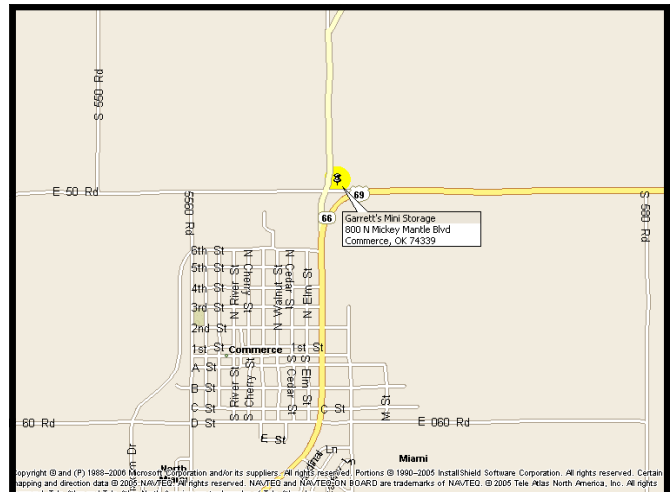 S 550 Rd
E 50 Rd
5560 Rd
69
66
S 580 Rd
Garrett's Mini Storage
800 N Mickey Mantle Blvd
Commerce, OK 74339
6th St
5th St
4th St
3rd St
2nd St
1st St
1st St
N River St
N Cherry St
N Walnut St
N Cedar St
N Elm St
Commerce
A St
B St
C St
D St
S River St
S Cherry St
S Cedar St
S Elm St
C St
M St
60 Rd
E 060 Rd
E St
Ln
Dr
North
Miami
Miami
Copyright © and (P) 1988–2006 Microsoft Corporation and/or its suppliers. All rights reserved. Portions © 1990–2005 InstallShield Software Corporation. All rights reserved. Certain
mapping and direction data © 2005 NAVTEQ. All rights reserved. NAVTEQ and NAVTEQ ON BOARD are trademarks of NAVTEQ. © 2005 Tele Atlas North America, Inc. All rights